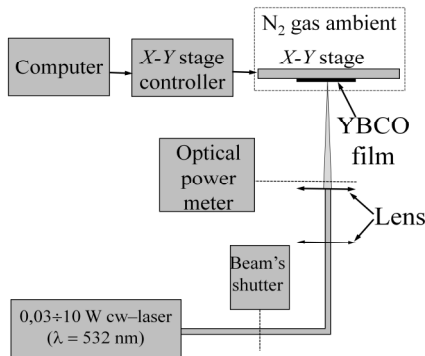 N₂ gas ambient
X-Y stage
Computer
X-Y stage
controller
YBCO
film
Optical
power
meter
Lens
Beam's
shutter
0,03÷10 W cw–laser
(λ = 532 nm)